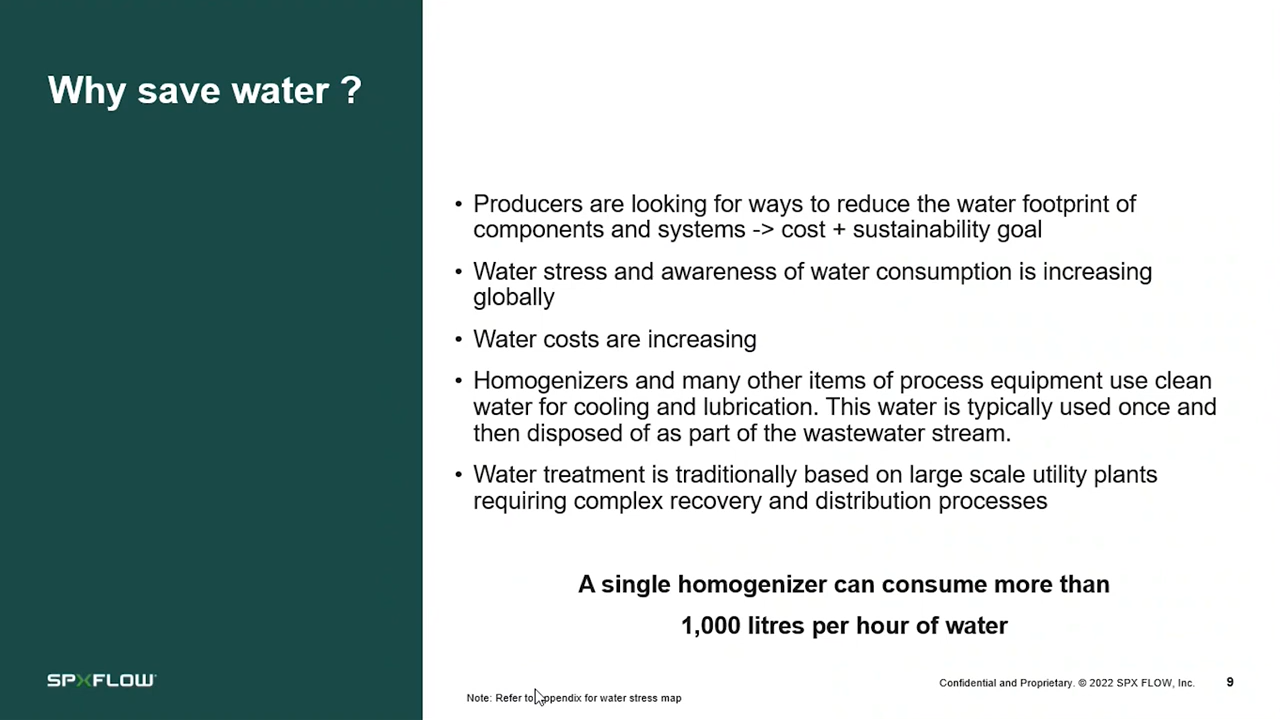 Why save water ?
• Producers are looking for ways to reduce the water footprint of
components and systems -> cost + sustainability goal
• Water stress and awareness of water consumption is increasing
globally
• Water costs are increasing
• Homogenizers and many other items of process equipment use clean
water for cooling and lubrication. This water is typically used once and
then disposed of as part of the wastewater stream.
• Water treatment is traditionally based on large scale utility plants
requiring complex recovery and distribution processes
A single homogenizer can consume more than
1,000 litres per hour of water
SPXFLOW
Note: Refer to appendix for water stress map
Confidential and Proprietary. © 2022 SPX FLOW, Inc.
9